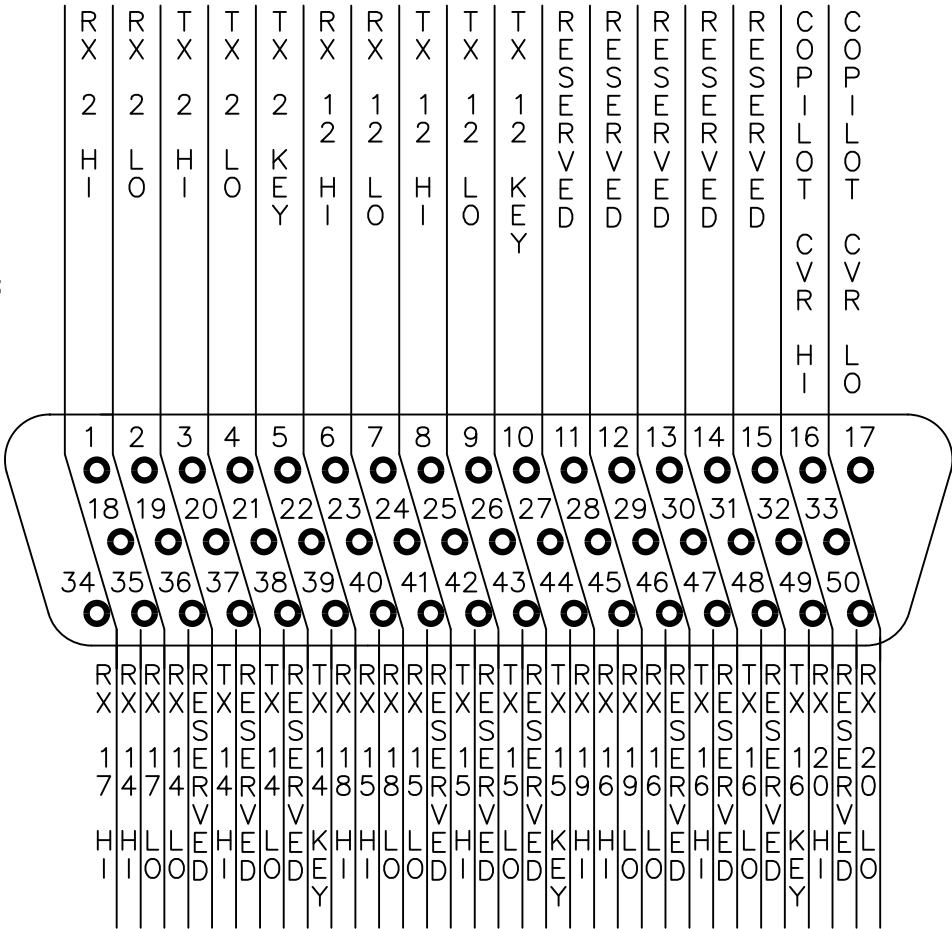 RX 2 HI
RX 2 LO
TX 2 HI
TX 2 LO
TX 2 KEY
RX 12 HI
RX 12 LO
TX 12 HI
TX 12 LO
TX 12 KEY
RESERVED
RESERVED
RESERVED
RESERVED
RESERVED
COPILOT CVR HI
COPILOT CVR LO
1 2 3 4 5 6 7 8 9 10 11 12 13 14 15 16 17
18 19 20 21 22 23 24 25 26 27 28 29 30 31 32 33
34 35 36 37 38 39 40 41 42 43 44 45 46 47 48 49 50
RX 17 HI
RX 14 HI
RX 17 LO
RX 14 LO
RESERVED
TX 14 HI
RESERVED
TX 14 LO
RESERVED
TX 14 KEY
RX 18 HI
RX 15 HI
RX 18 LO
RX 15 LO
RESERVED
TX 15 HI
RESERVED
TX 15 LO
RESERVED
TX 15 KEY
RX 19 HI
RX 16 HI
RX 19 LO
RX 16 LO
RESERVED
TX 16 HI
RESERVED
TX 16 LO
RESERVED
TX 16 KEY
RX 20 HI
RESERVED
RX 20 LO